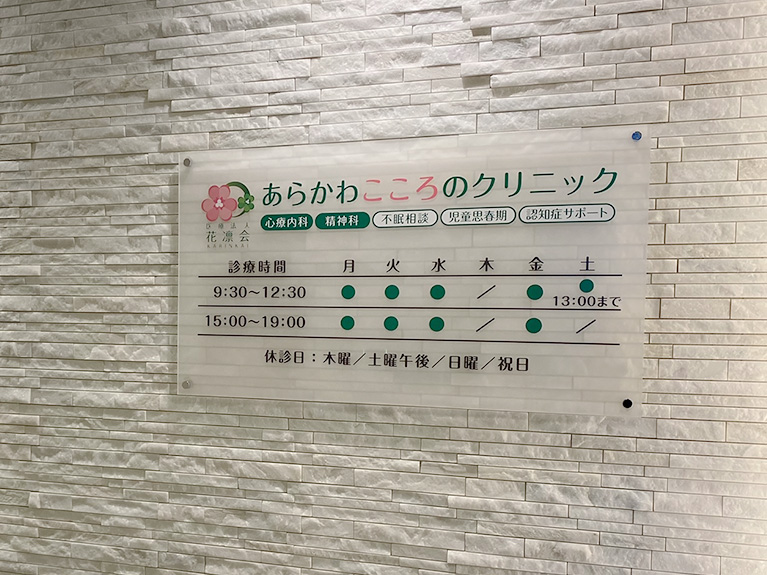 あらかわこころのクリニック
心療内科 精神科 不眠相談 児童思春期 認知症サポート
医療法人
花凛会
KARINKAI
診療時間 月 火 水 木 金 土
9:30〜12:30 ● ● ● ／ ● ●
13:00まで
15:00〜19:00 ● ● ● ／ ● ／
休診日：木曜／土曜午後／日曜／祝日